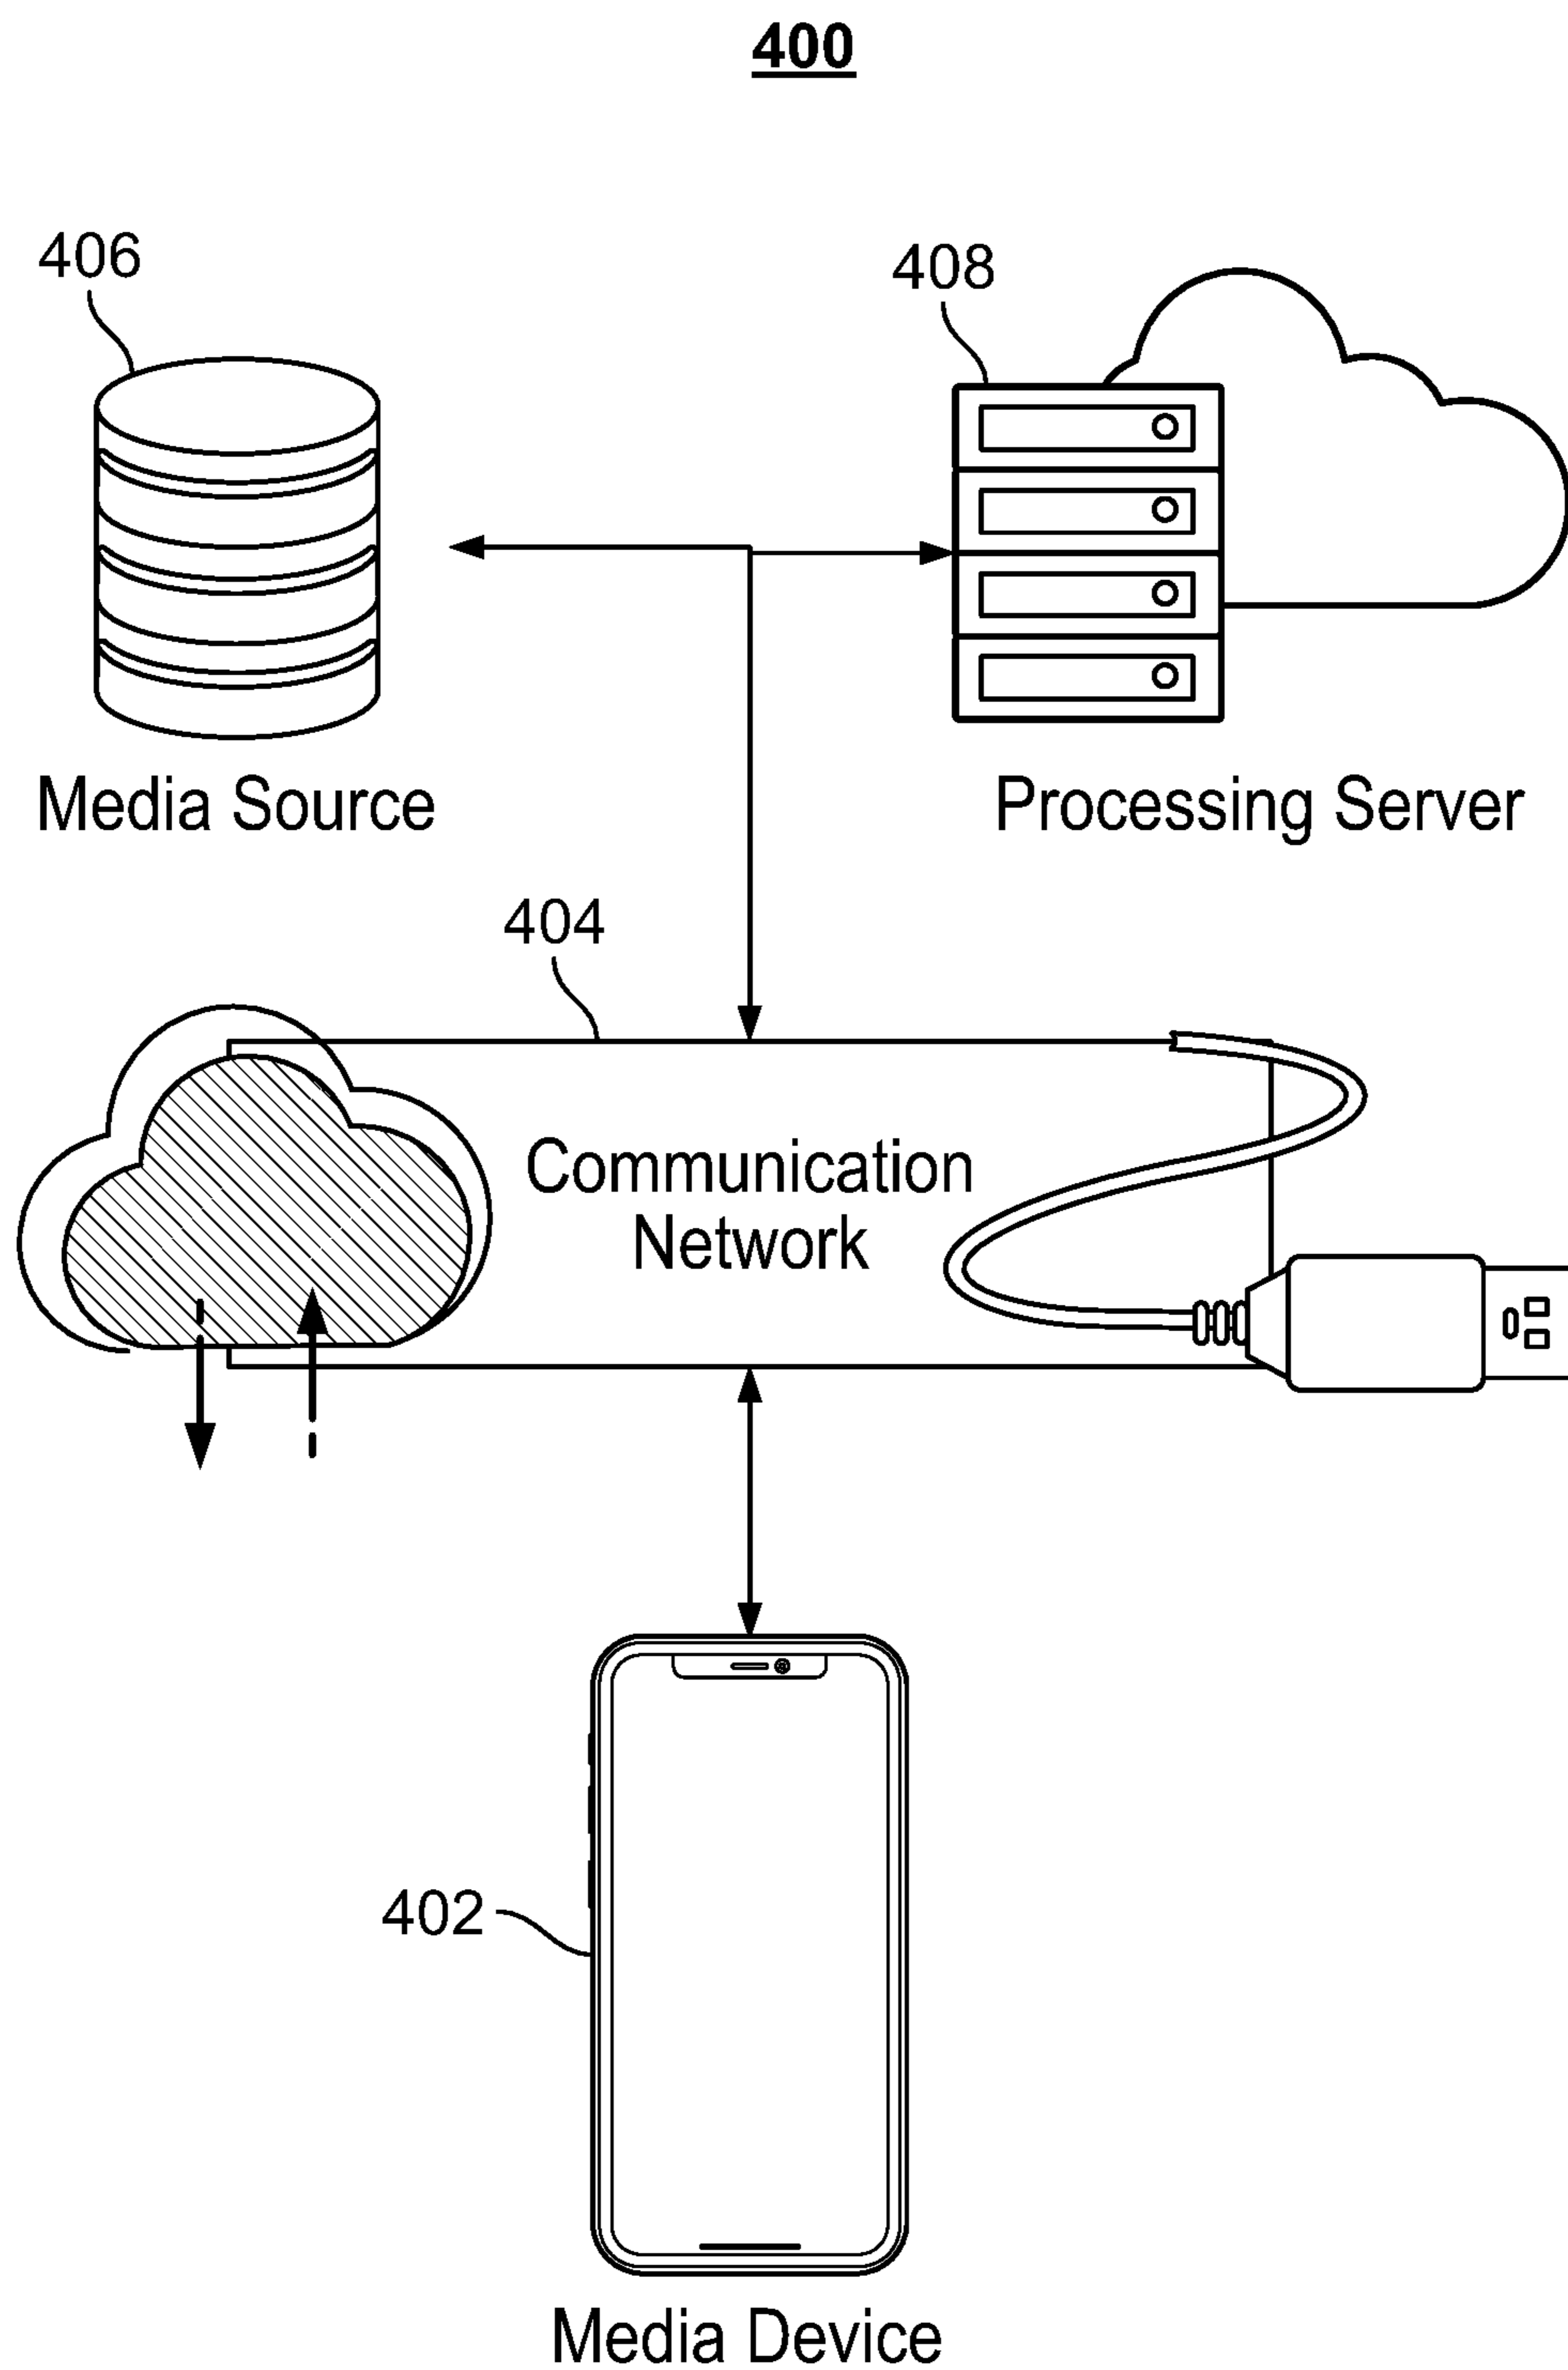 400
406
408
Media Source
Processing Server
404
Communication
Network
402
Media Device